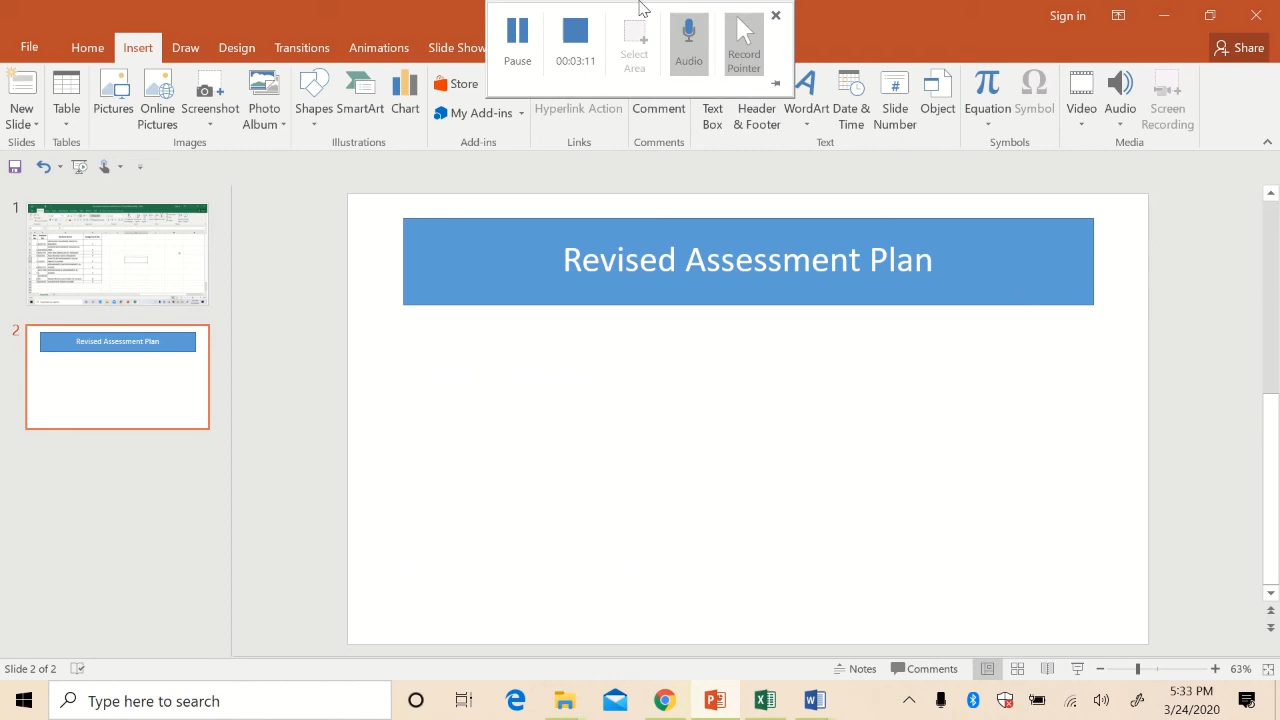 Pause
00:03:11
Select
Area
Audio
Record
Pointer
Sign in
File
Home
Insert
Draw
Design
Transitions
Animations
Slide Show
Share
New
Slide
Table
Pictures
Online
Pictures
Screenshot
Photo
Album
Shapes
SmartArt
Chart
Store
My Add-ins
Hyperlink Action
Comment
Text
Box
Header
& Footer
WordArt
Date &
Time
Slide
Number
Object
Equation
Symbol
Video
Audio
Screen
Recording
Slides
Tables
Images
Illustrations
Add-ins
Links
Comments
Text
Symbols
Media
1
2
Revised Assessment Plan
Revised Assessment Plan
Slide 2 of 2
Notes
Comments
63%
Type here to search
5:33 PM
3/24/2020